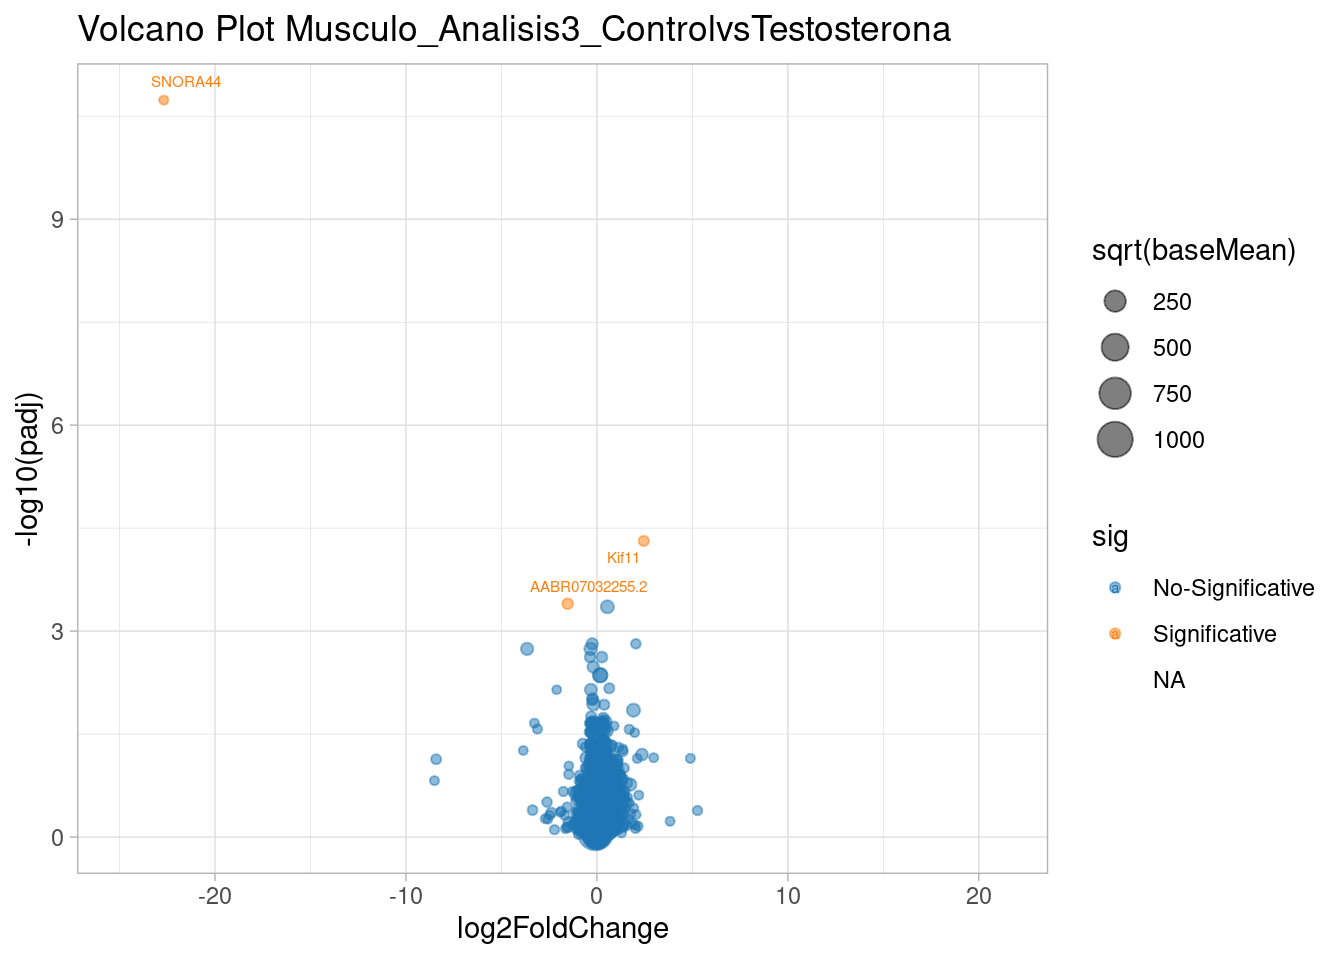 Volcano Plot Musculo_Analisis3_ControlvsTestosterona
SNORA44
Kif11
AABR07032255.2
9
6
3
0
-20
-10
0
10
20
log2FoldChange
-log10(padj)
sqrt(baseMean)
250
500
750
1000
sig
a No-Significative
a Significative
NA